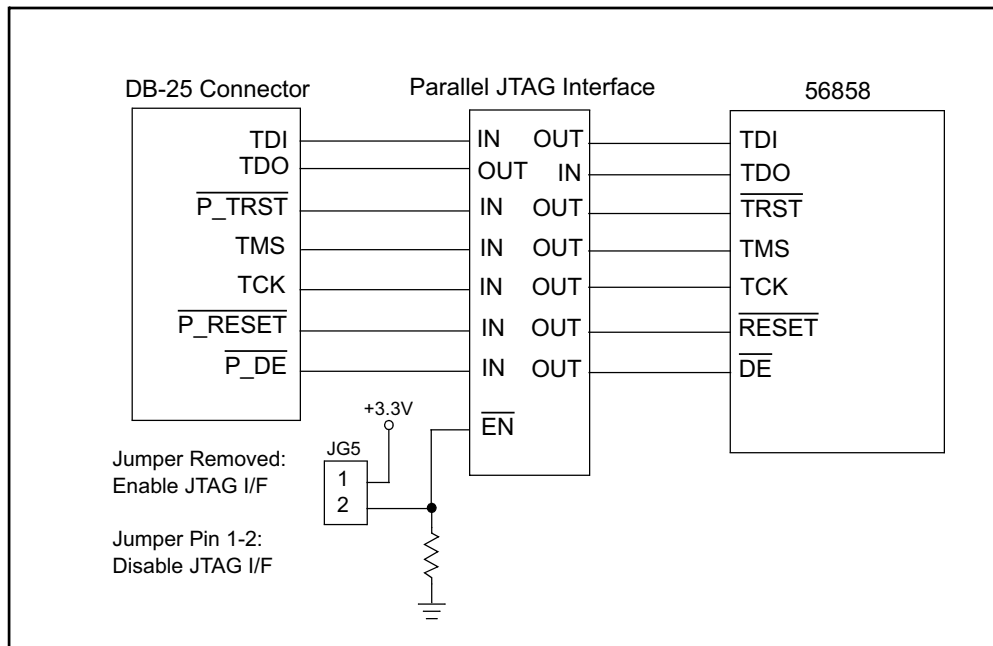 DB-25 Connector
Parallel JTAG Interface
56858
TDI
IN
OUT
TDI
TDO
OUT
IN
TDO
P_TRST
IN
OUT
TRST
TMS
IN
OUT
TMS
TCK
IN
OUT
TCK
P_RESET
IN
OUT
RESET
P_DE
IN
OUT
DE
+3.3V
EN
JG5
1
2
Jumper Removed:
Enable JTAG I/F
Jumper Pin 1-2:
Disable JTAG I/F